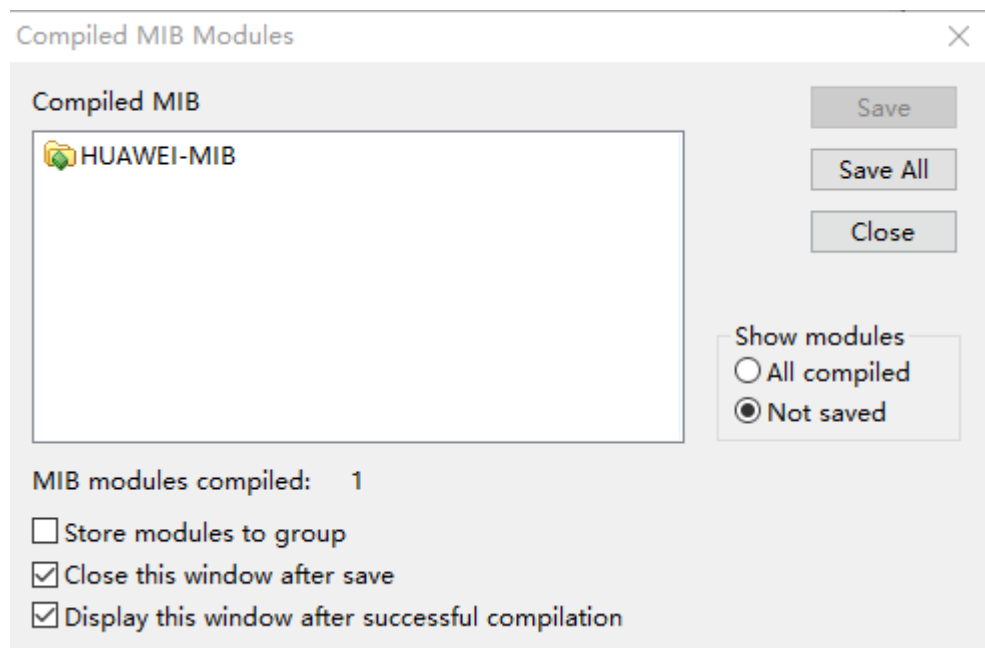 Compiled MIB Modules
Compiled MIB
Save
HUAWEI-MIB
Save All
Close
Show modules
All compiled
Not saved
MIB modules compiled: 1
Store modules to group
Close this window after save
Display this window after successful compilation